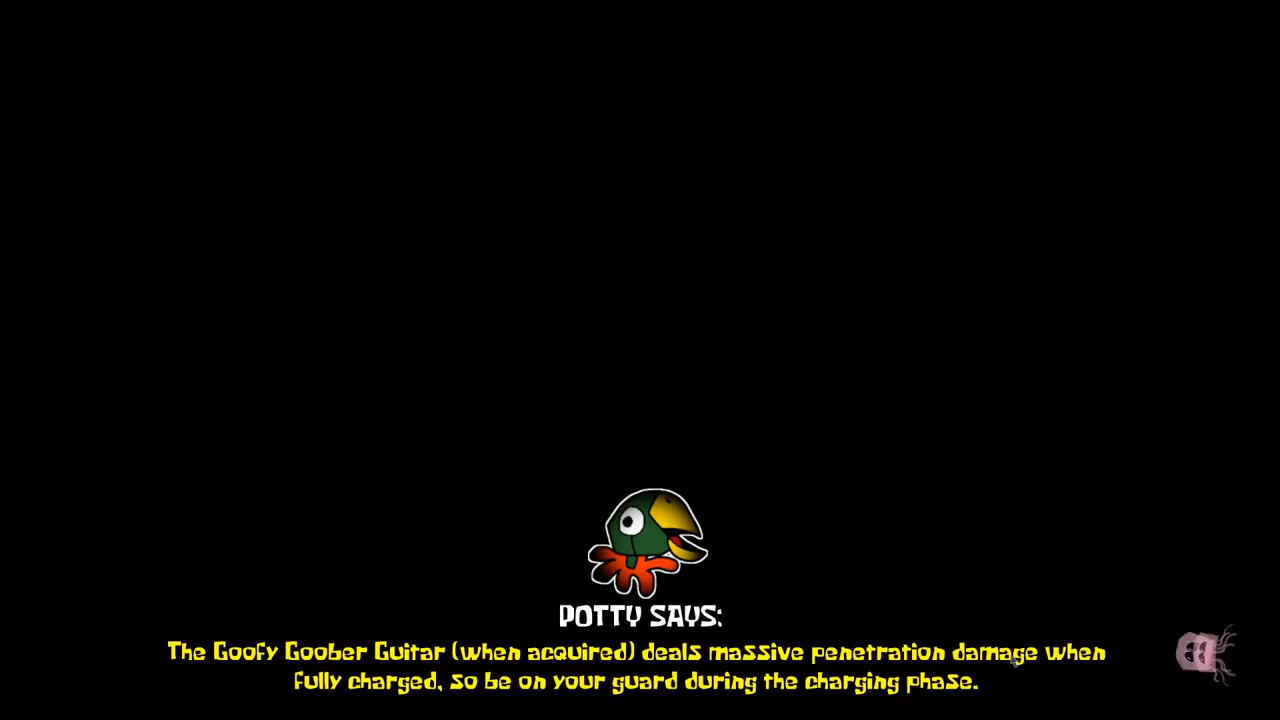 POTTY SAYS:
The Goofy Goober Guitar (when acquired) deals massive penetration damage when
fully charged, so be on your guard during the charging phase.